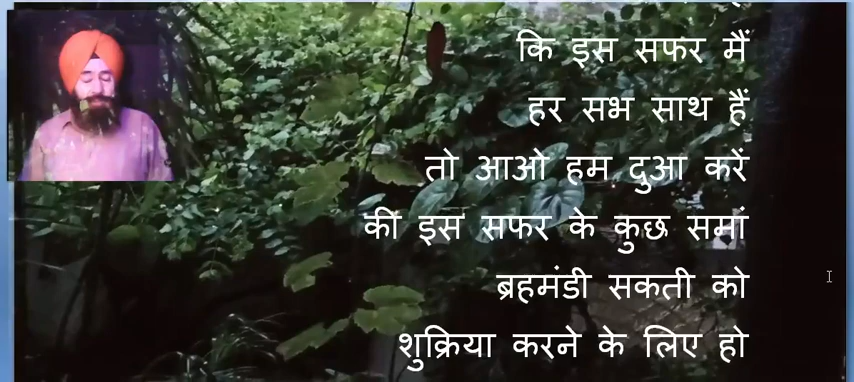 कि इस सफर मैं
हर सभ साथ हैं
तो आओ हम दुआ करें
की इस सफर के कुछ समां
ब्रहमंडी सकती को
शुक्रिया करने के लिए हो